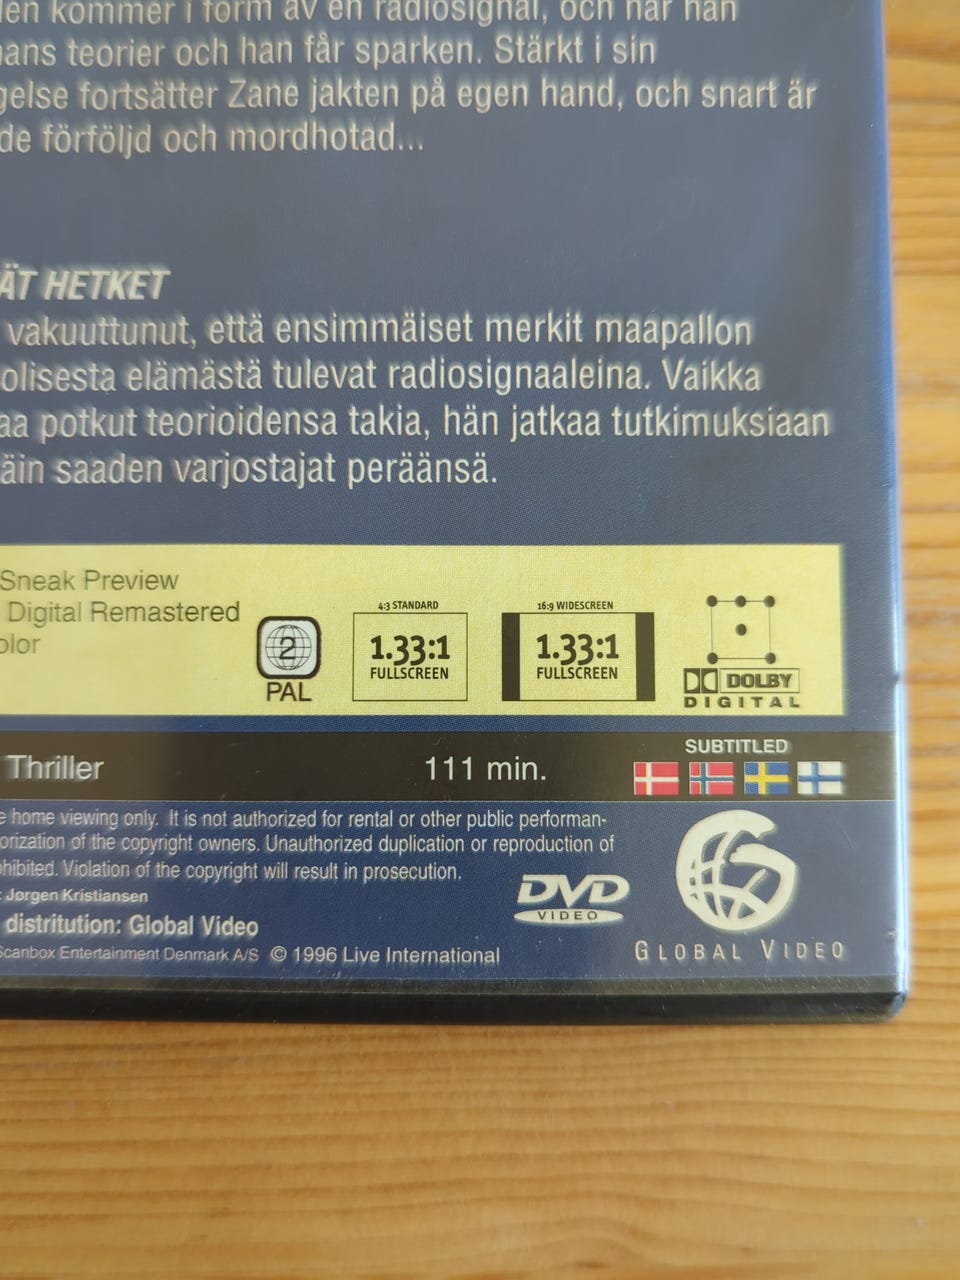 en kommer i form av en radiosignal, och när han
ans teorier och han får sparken. Stärkt i sin
gelse fortsätter Zane jakten på egen hand, och snart är
de förföljd och mordhotad...
ÄT HETKET
vakuuttunut, että ensimmäiset merkit maapallon
olisesta elämästä tulevat radiosignaaleina. Vaikka
aa potkut teorioidensa takia, hän jatkaa tutkimuksiaan
äin saaden varjostajat peräänsä.
Sneak Preview
Digital Remastered
olor
2
PAL
4:3 STANDARD
1.33:1
FULLSCREEN
16:9 WIDESCREEN
1.33:1
FULLSCREEN
DOLBY
DIGITAL
Thriller
111 min.
SUBTITLED
e home viewing only. It is not authorized for rental or other public performan-
orization of the copyright owners. Unauthorized duplication or reproduction of
hibited. Violation of the copyright will result in prosecution.
: Jørgen Kristiansen
distritution: Global Video
Scanbox Entertainment Denmark A/S © 1996 Live International
DVD
VIDEO
GLOBAL VIDEO